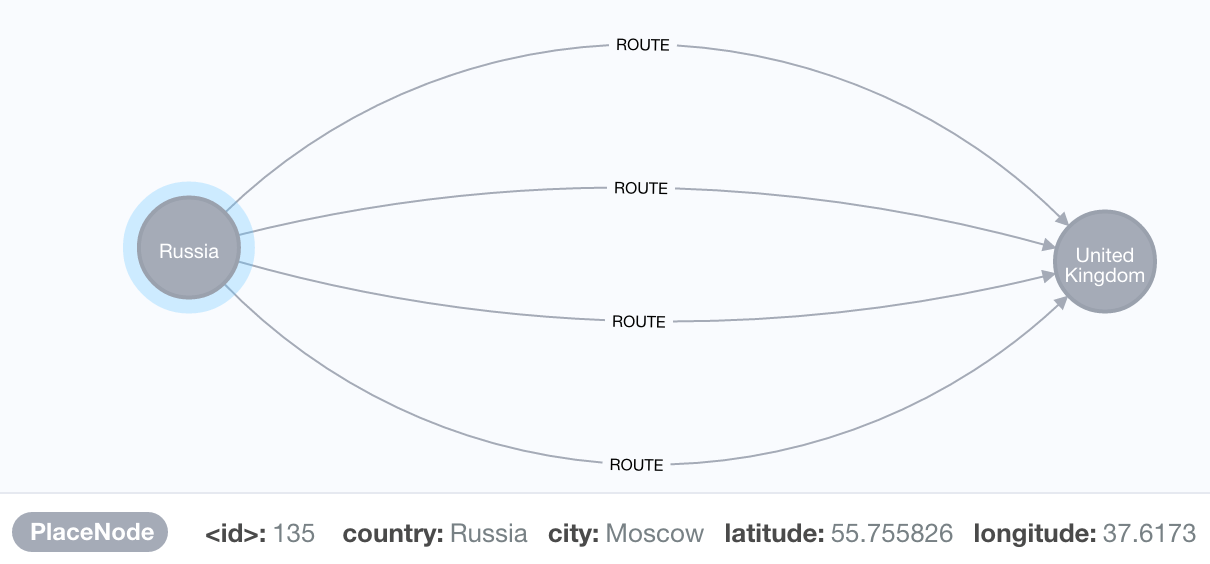 ROUTE
ROUTE
Russia
United
Kingdom
ROUTE
ROUTE
PlaceNode <id>: 135 country: Russia city: Moscow latitude: 55.755826 longitude: 37.6173